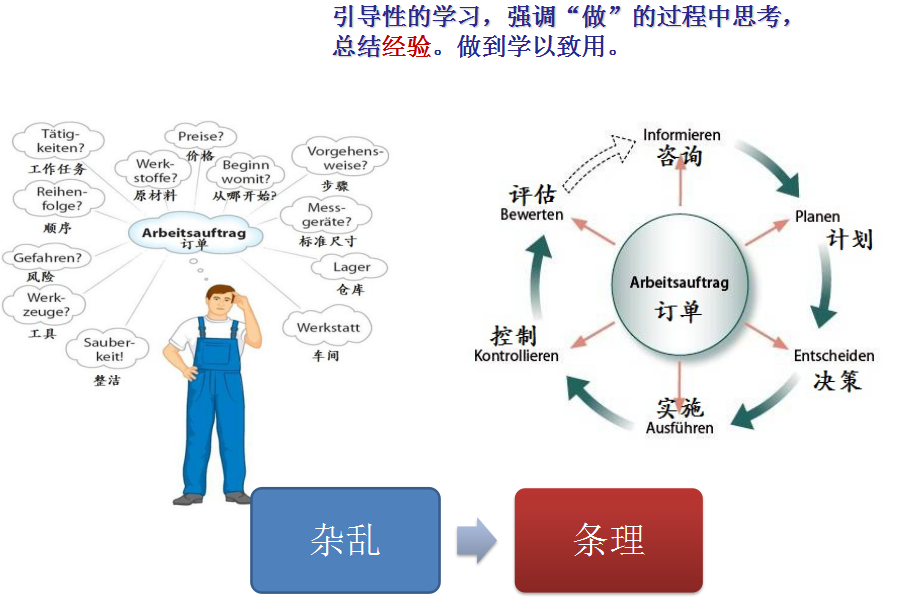 引导性的学习，强调“做”的过程中思考，
总结经验。做到学以致用。
Tätig-
keiten?
工作任务
Werk-
stoffe?
原材料
Preise?
价格
Beginn
womit?
从哪开始?
Vorgehens-
weise?
步骤
Reihen-
folge?
顺序
Arbeitsauftrag
订单
Mess-
geräte?
标准尺寸
Gefahren?
风险
Lager
仓库
Werk-
zeuge?
工具
Werkstatt
车间
Sauber-
keit!
整洁
Informieren
咨询
Planen
计划
Entscheiden
决策
实施
Ausführen
控制
Kontrollieren
评估
Bewerten
Arbeitsauftrag
订单
杂乱
条理